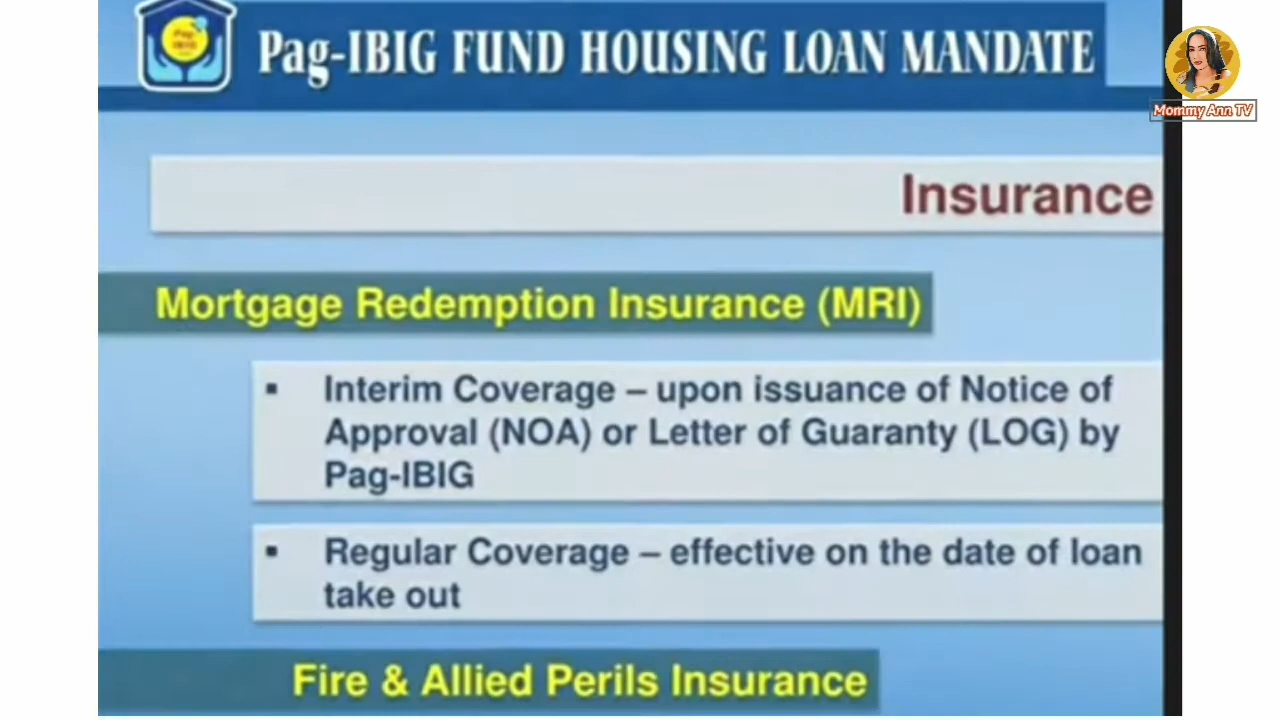 Pag-IBIG FUND HOUSING LOAN MANDATE
Mommy Ann TV
Insurance
Mortgage Redemption Insurance (MRI)
▪ Interim Coverage – upon issuance of Notice of
Approval (NOA) or Letter of Guaranty (LOG) by
Pag-IBIG
▪ Regular Coverage – effective on the date of loan
take out
Fire & Allied Perils Insurance